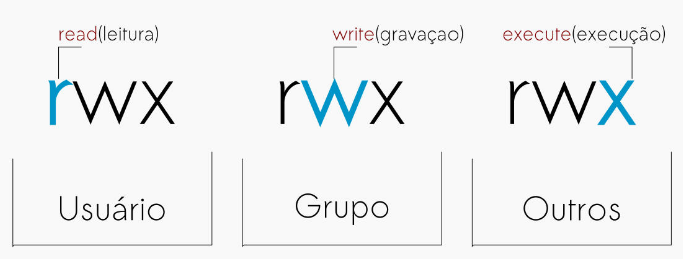 read(leitura) write(gravaçao) execute(execução)
rwx rwx rwx
Usuário Grupo Outros